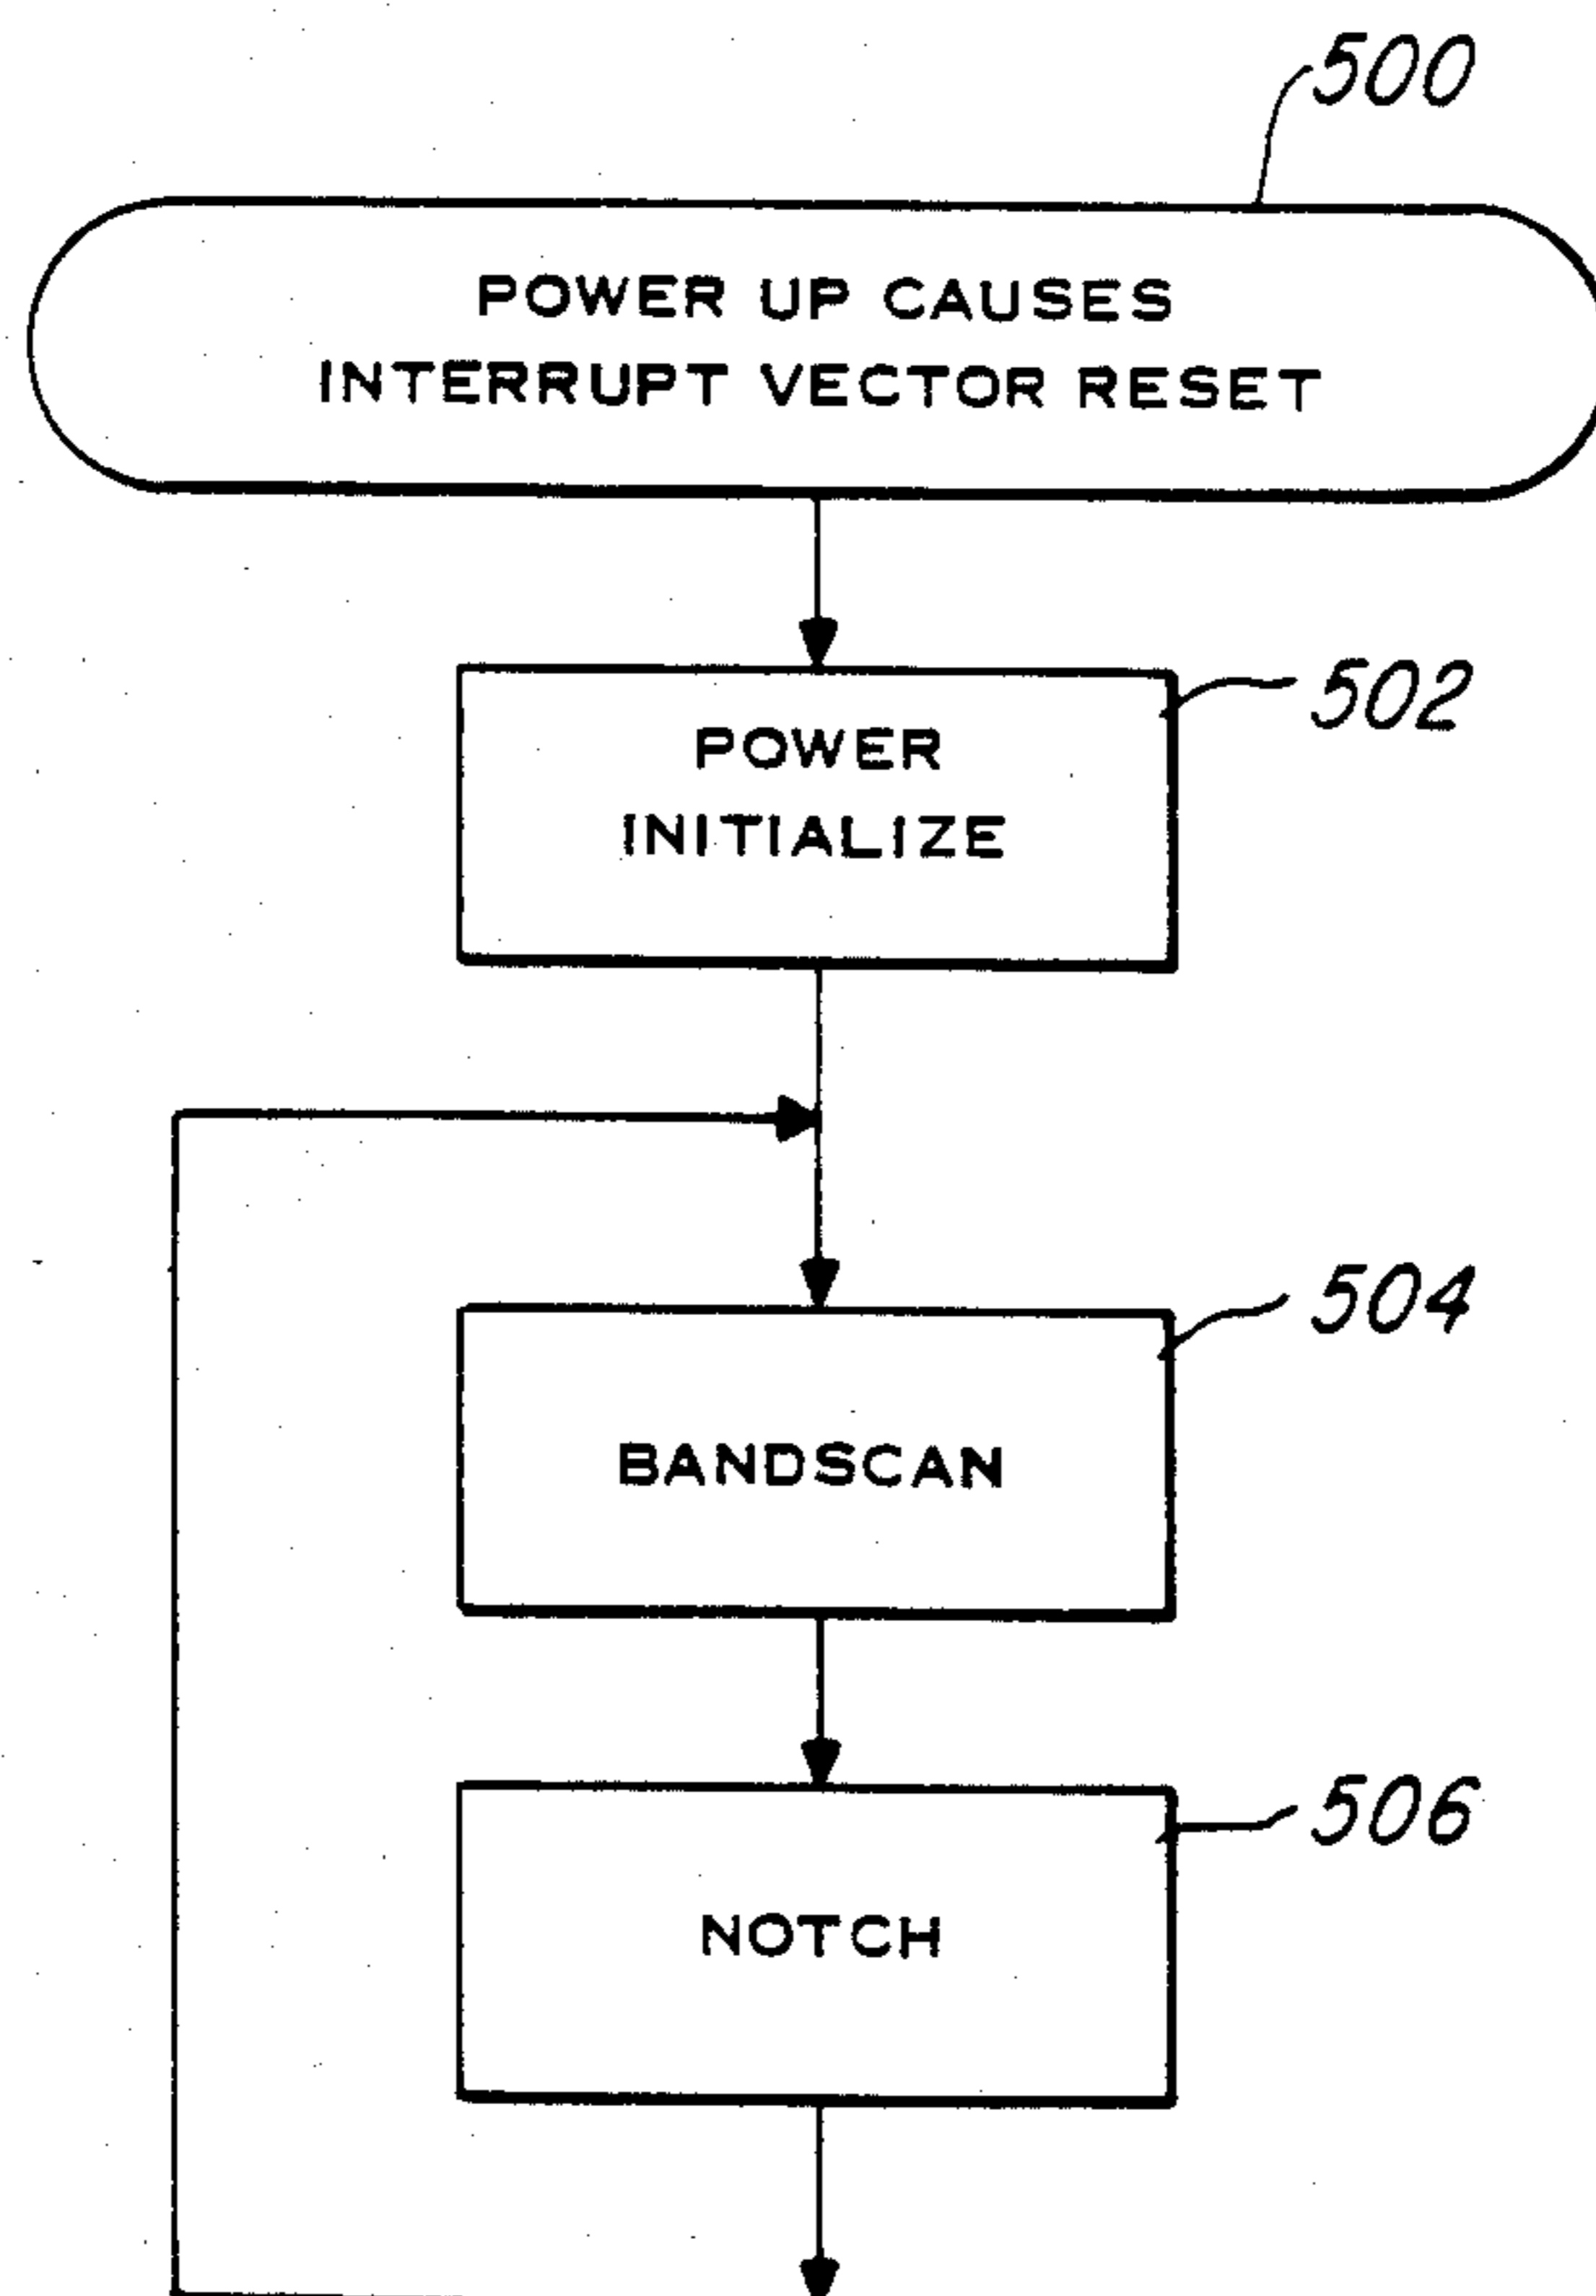 500
POWER UP CAUSES
INTERRUPT VECTOR RESET
502
POWER
INITIALIZE
504
BANDSCAN
506
NOTCH